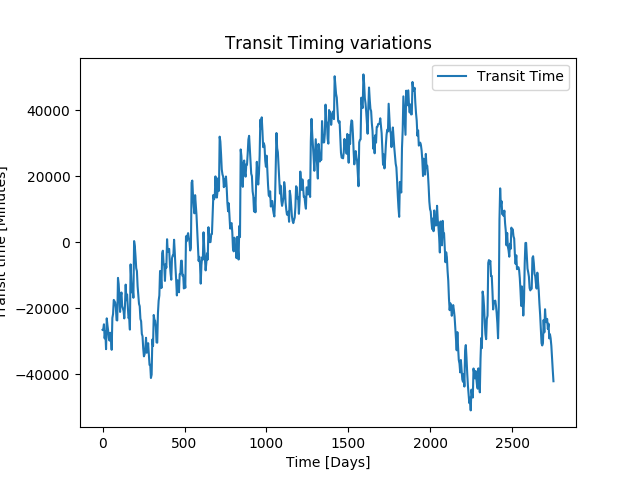 Transit Timing variations
Transit Time
40000
20000
0
−20000
−40000
Transit time [Minutes]
0
500
1000
1500
2000
2500
Time [Days]